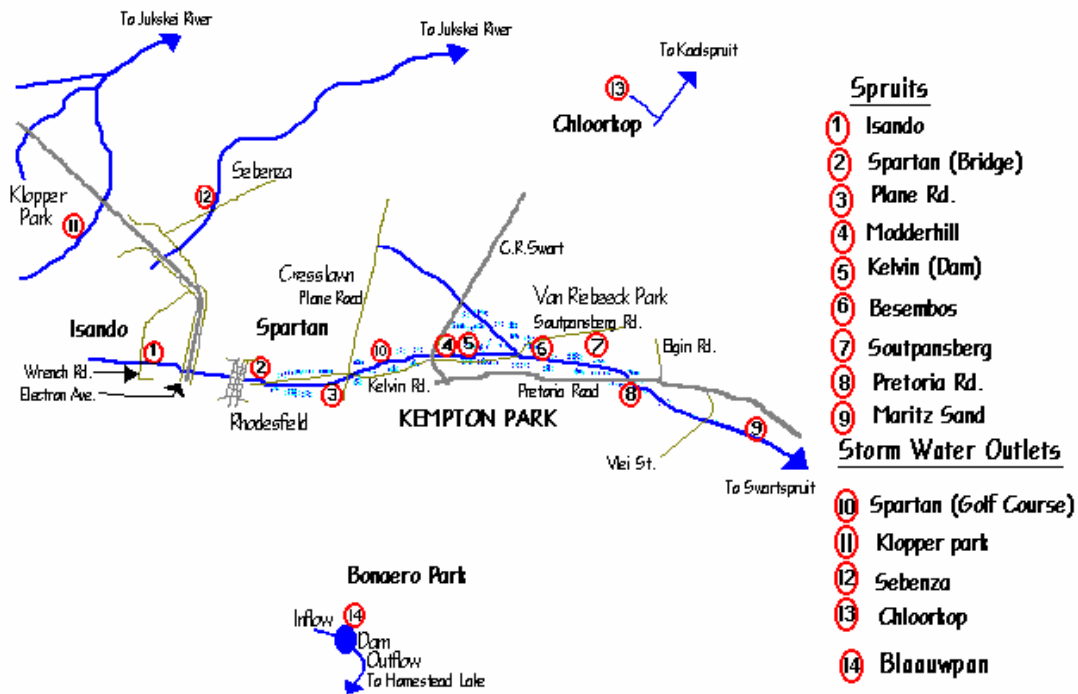 To Jukskei River
To Jukskei River
To Kaalspruit
13
Chloorkop
Sebenza
12
Klopper
Park
11
C.R.Swart
Cresslawn
Plane Road
Van Riebeeck Park
Soutpansberg Rd.
Isando
Spartan
1
2
10
4
5
6
7
Elgin Rd.
Wrench Rd.
Electron Ave.
3
Kelvin Rd.
Pretoria Road
8
Rhodesfeld
KEMPTON PARK
9
Vlei St.
To Swartspruit
Bonaero Park
14
Inflow
Dam
Outflow
To Homestead Lake
Spruits
1 Isando
2 Spartan (Bridge)
3 Plane Rd.
4 Modderhill
5 Kelvin (Dam)
6 Besembos
7 Soutpansberg
8 Pretoria Rd.
9 Maritz Sand
Storm Water Outlets
10 Spartan (Golf Course)
11 Klopper park
12 Sebenza
13 Chloorkop
14 Blaauwpan